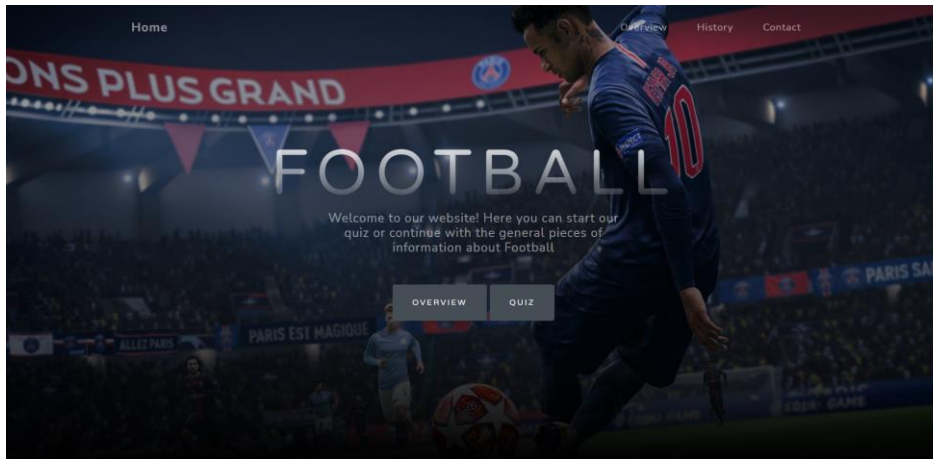 Home
Overview
History
Contact
ONS PLUS GRAND
10
FOOTBALL
Welcome to our website! Here you can start our
quiz or continue with the general pieces of
information about Football
OVERVIEW
QUIZ
PARIS SA
PARIS EST MAGIQUE
ALLEZ PARIS
GAME